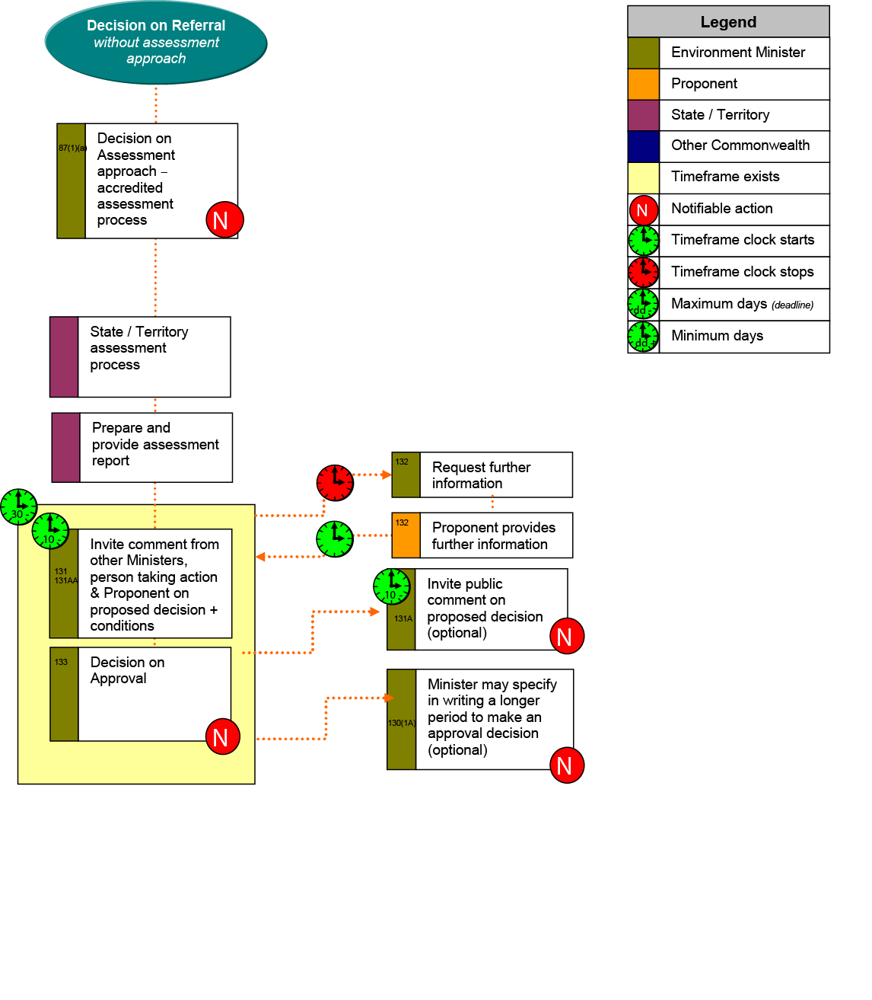 Decision on Referral
without assessment
approach
87(1)(a)
Decision on
Assessment
approach –
accredited
assessment
process
N
State / Territory
assessment
process
Prepare and
provide assessment
report
30 -
10 -
131
131AA
Invite comment from
other Ministers,
person taking action
& Proponent on
proposed decision +
conditions
133
Decision on
Approval
N
132
Request further
information
132
Proponent provides
further information
10 -
131A
Invite public
comment on
proposed decision
(optional)
N
130(1A)
Minister may specify
in writing a longer
period to make an
approval decision
(optional)
N
Legend
Environment Minister
Proponent
State / Territory
Other Commonwealth
Timeframe exists
N
Notifiable action
Timeframe clock starts
Timeframe clock stops
dd -
Maximum days (deadline)
dd +
Minimum days